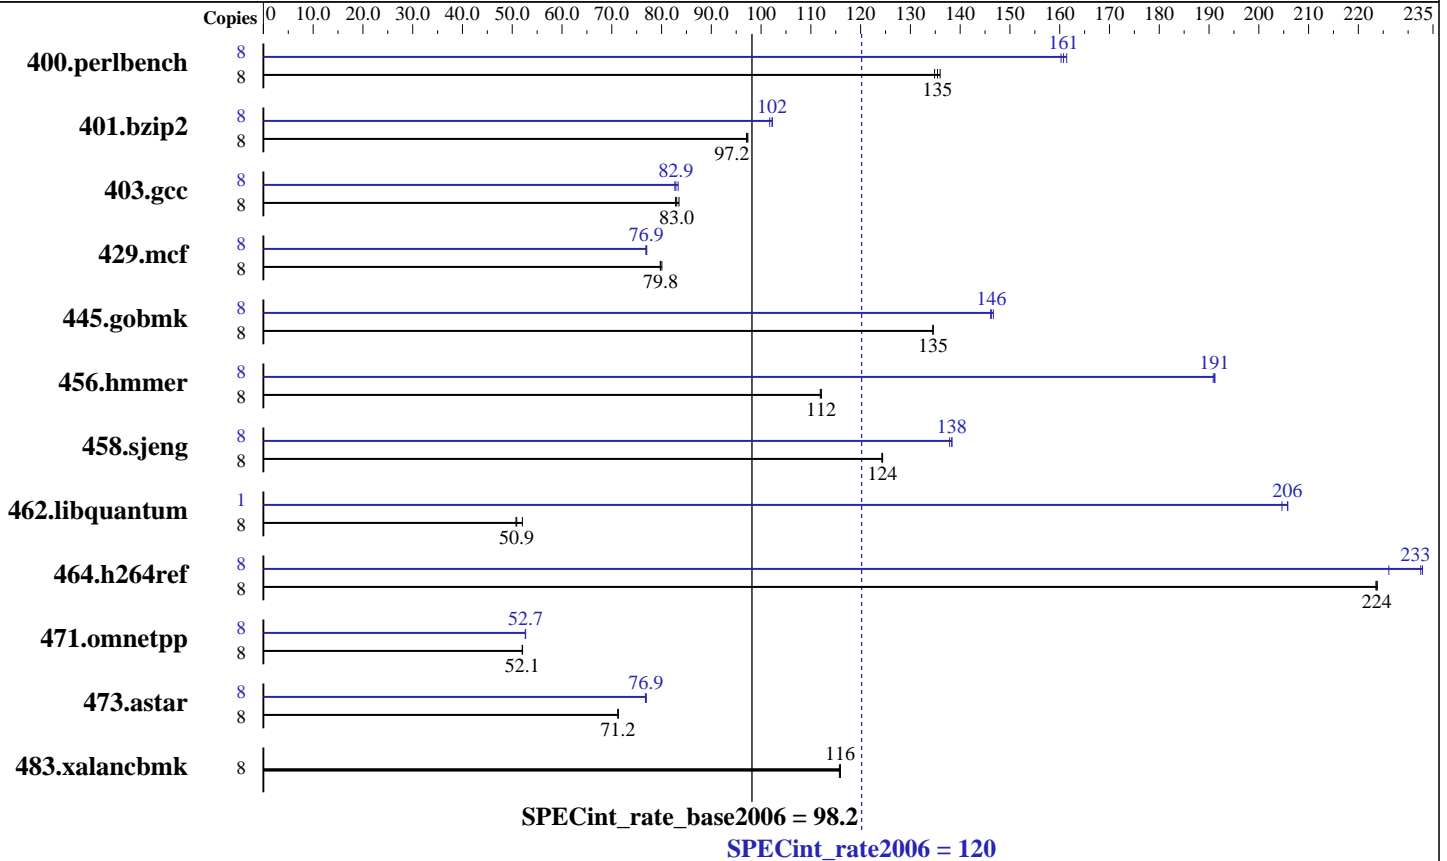 Copies 0 10.0 20.0 30.0 40.0 50.0 60.0 70.0 80.0 90.0 100 110 120 130 140 150 160 170 180 190 200 210 220 235
400.perlbench 8 161
8 135
401.bzip2 8 102
8 97.2
403.gcc 8 82.9
8 83.0
429.mcf 8 76.9
8 79.8
445.gobmk 8 146
8 135
456.hmmer 8 191
8 112
458.sjeng 8 138
8 124
462.libquantum 1 206
8 50.9
464.h264ref 8 233
8 224
471.omnetpp 8 52.7
8 52.1
473.astar 8 76.9
8 71.2
483.xalancbmk 8 116
SPECint_rate_base2006 = 98.2
SPECint_rate2006 = 120